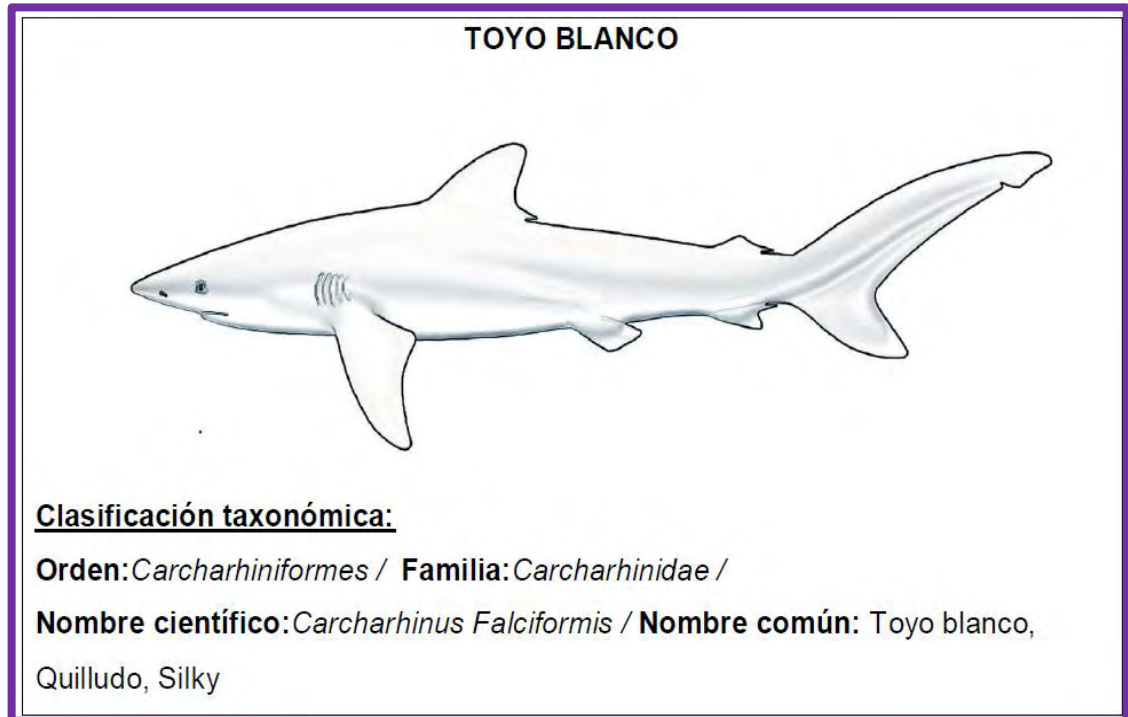 TOYO BLANCO
Clasificación taxonómica:
Orden:Carcharhiniformes / Familia:Carcharhinidae /
Nombre científico:Carcharhinus Falciformis / Nombre común: Toyo blanco,
Quilludo, Silky